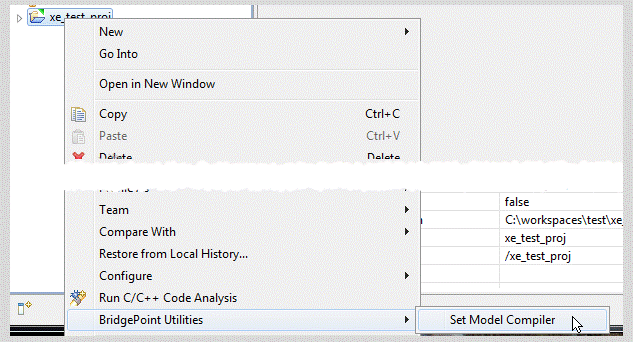 xe_test_proj
New
Go Into
Open in New Window
Copy Ctrl+C
Paste Ctrl+V
Delete Delete
Team
Compare With
Restore from Local History...
Configure
Run C/C++ Code Analysis
BridgePoint Utilities
Set Model Compiler
false
C:\workspaces\test\xe_
xe_test_proj
/xe_test_proj